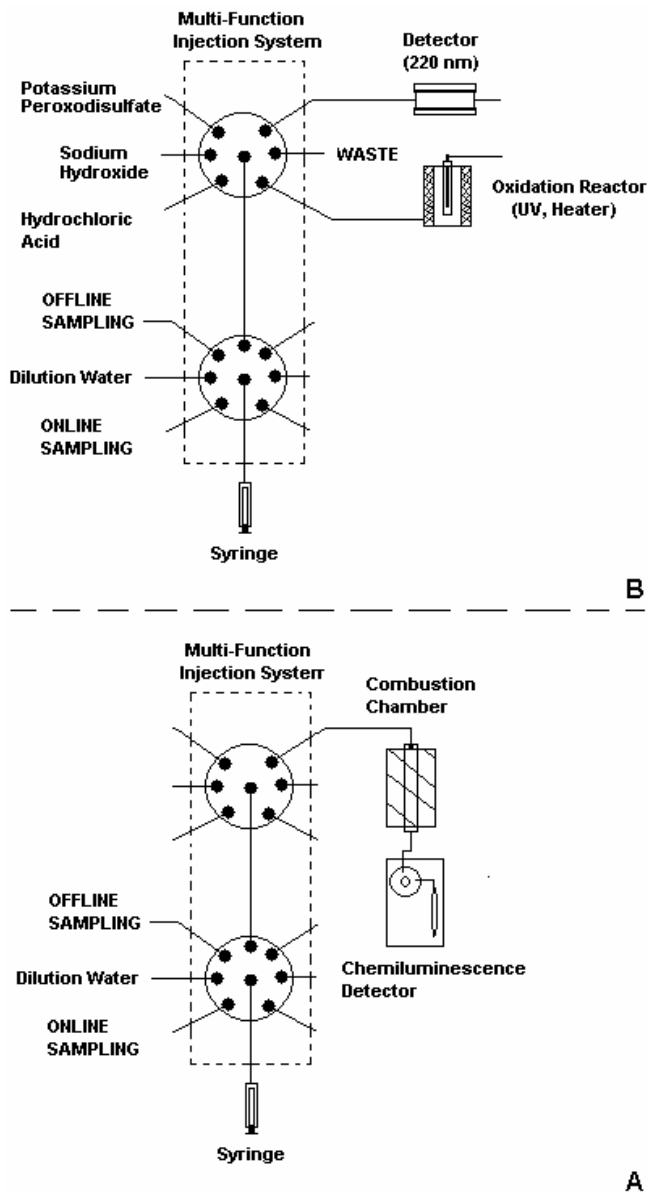 Multi-Function
Injection System
Detector
(220 nm)
Potassium
Peroxodisulfate
Sodium
Hydroxide
WASTE
Oxidation Reactor
(UV, Heater)
Hydrochloric
Acid
OFFLINE
SAMPLING
Dilution Water
ONLINE
SAMPLING
Syringe
B
Multi-Function
Injection Systerr
Combustion
Chamber
OFFLINE
SAMPLING
Dilution Water
Chemiluminescence
Detector
ONLINE
SAMPLING
Syringe
A